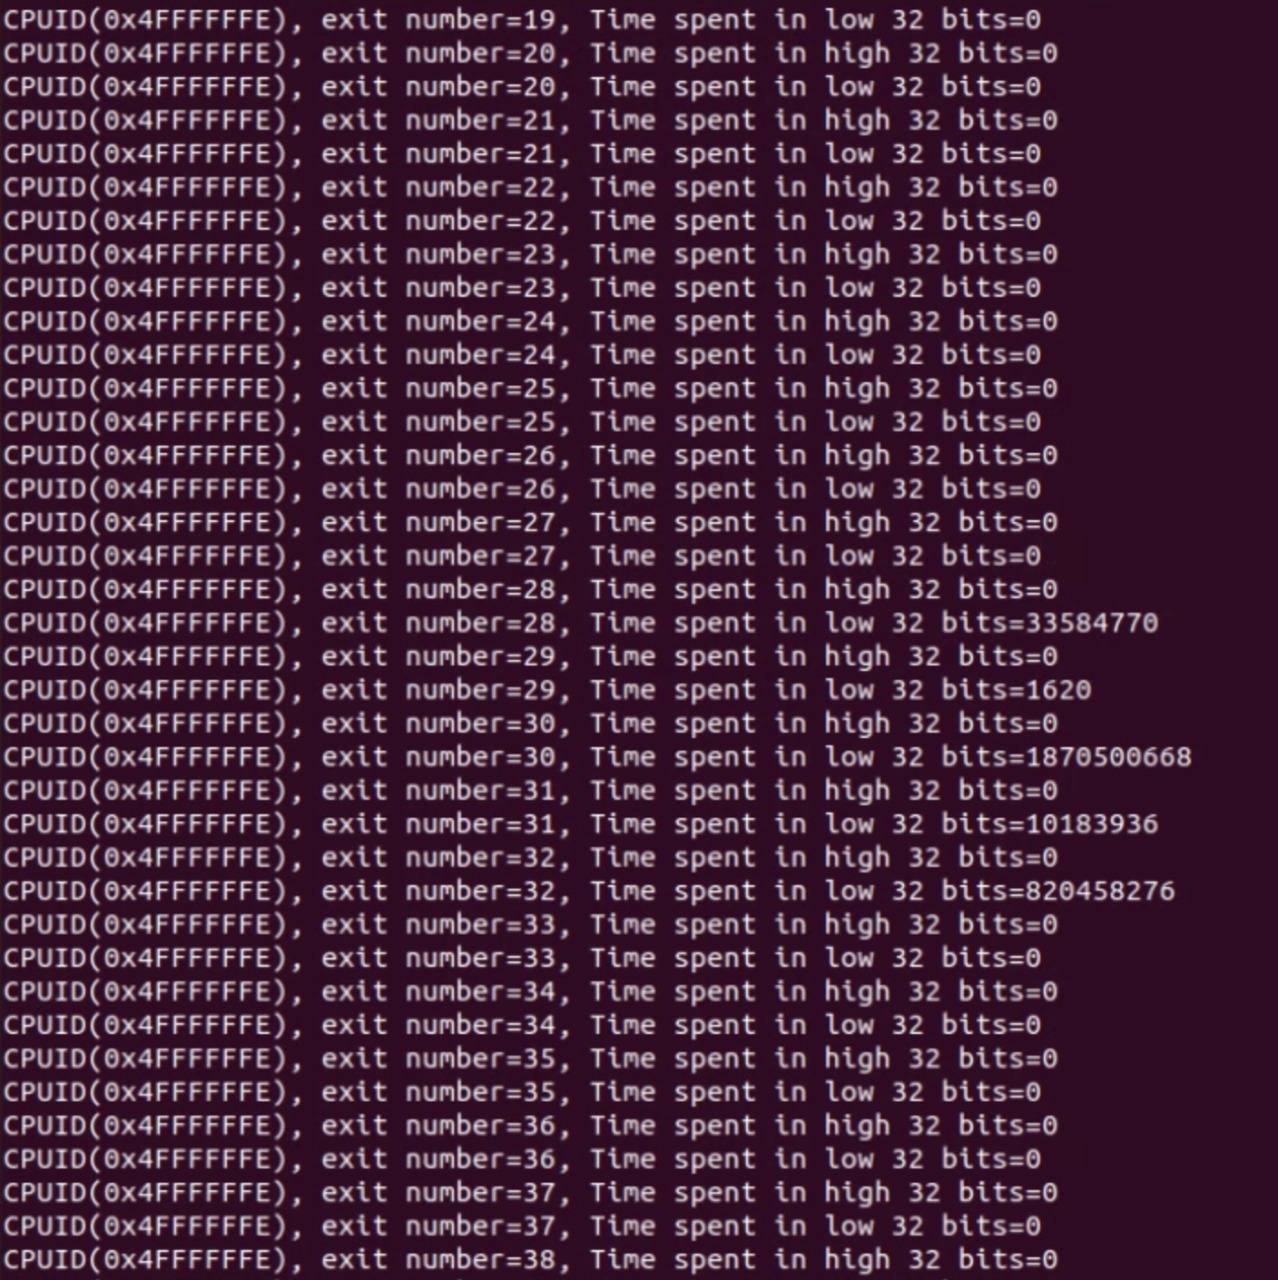 CPUID(0x4FFFFFFE), exit number=19, Time spent in low 32 bits=0
CPUID(0x4FFFFFFE), exit number=20, Time spent in high 32 bits=0
CPUID(0x4FFFFFFE), exit number=20, Time spent in low 32 bits=0
CPUID(0x4FFFFFFE), exit number=21, Time spent in high 32 bits=0
CPUID(0x4FFFFFFE), exit number=21, Time spent in low 32 bits=0
CPUID(0x4FFFFFFE), exit number=22, Time spent in high 32 bits=0
CPUID(0x4FFFFFFE), exit number=22, Time spent in low 32 bits=0
CPUID(0x4FFFFFFE), exit number=23, Time spent in high 32 bits=0
CPUID(0x4FFFFFFE), exit number=23, Time spent in low 32 bits=0
CPUID(0x4FFFFFFE), exit number=24, Time spent in high 32 bits=0
CPUID(0x4FFFFFFE), exit number=24, Time spent in low 32 bits=0
CPUID(0x4FFFFFFE), exit number=25, Time spent in high 32 bits=0
CPUID(0x4FFFFFFE), exit number=25, Time spent in low 32 bits=0
CPUID(0x4FFFFFFE), exit number=26, Time spent in high 32 bits=0
CPUID(0x4FFFFFFE), exit number=26, Time spent in low 32 bits=0
CPUID(0x4FFFFFFE), exit number=27, Time spent in high 32 bits=0
CPUID(0x4FFFFFFE), exit number=27, Time spent in low 32 bits=0
CPUID(0x4FFFFFFE), exit number=28, Time spent in high 32 bits=0
CPUID(0x4FFFFFFE), exit number=28, Time spent in low 32 bits=33584770
CPUID(0x4FFFFFFE), exit number=29, Time spent in high 32 bits=0
CPUID(0x4FFFFFFE), exit number=29, Time spent in low 32 bits=1620
CPUID(0x4FFFFFFE), exit number=30, Time spent in high 32 bits=0
CPUID(0x4FFFFFFE), exit number=30, Time spent in low 32 bits=1870500668
CPUID(0x4FFFFFFE), exit number=31, Time spent in high 32 bits=0
CPUID(0x4FFFFFFE), exit number=31, Time spent in low 32 bits=10183936
CPUID(0x4FFFFFFE), exit number=32, Time spent in high 32 bits=0
CPUID(0x4FFFFFFE), exit number=32, Time spent in low 32 bits=820458276
CPUID(0x4FFFFFFE), exit number=33, Time spent in high 32 bits=0
CPUID(0x4FFFFFFE), exit number=33, Time spent in low 32 bits=0
CPUID(0x4FFFFFFE), exit number=34, Time spent in high 32 bits=0
CPUID(0x4FFFFFFE), exit number=34, Time spent in low 32 bits=0
CPUID(0x4FFFFFFE), exit number=35, Time spent in high 32 bits=0
CPUID(0x4FFFFFFE), exit number=35, Time spent in low 32 bits=0
CPUID(0x4FFFFFFE), exit number=36, Time spent in high 32 bits=0
CPUID(0x4FFFFFFE), exit number=36, Time spent in low 32 bits=0
CPUID(0x4FFFFFFE), exit number=37, Time spent in high 32 bits=0
CPUID(0x4FFFFFFE), exit number=37, Time spent in low 32 bits=0
CPUID(0x4FFFFFFE), exit number=38, Time spent in high 32 bits=0